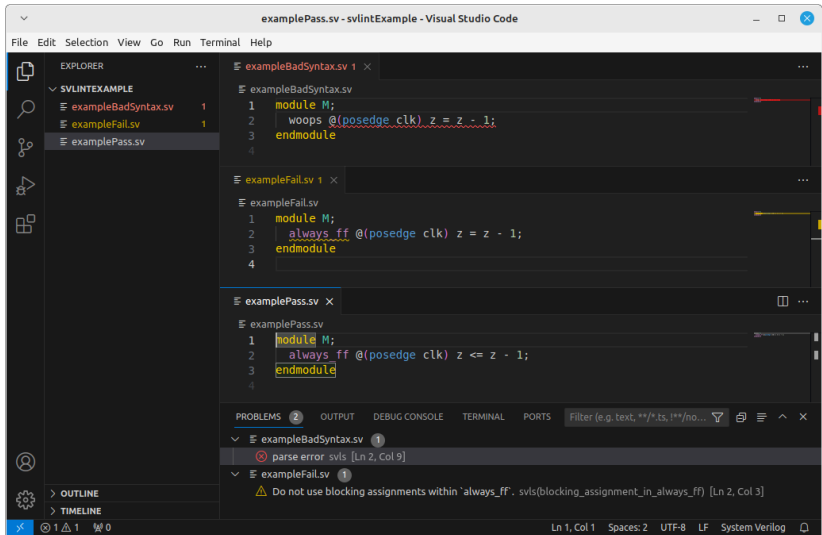 examplePass.sv - svlintExample - Visual Studio Code
File Edit Selection View Go Run Terminal Help
EXPLORER
SVLINTEXAMPLE
exampleBadSyntax.sv 1
exampleFail.sv 1
examplePass.sv
OUTLINE
TIMELINE
exampleBadSyntax.sv 1
exampleBadSyntax.sv
1 module M;
2 woops @(posedge clk) z = z - 1;
3 endmodule
4
exampleFail.sv 1
exampleFail.sv
1 module M;
2 always_ff @(posedge clk) z = z - 1;
3 endmodule
4
examplePass.sv
examplePass.sv
1 module M;
2 always_ff @(posedge clk) z <= z - 1;
3 endmodule
4
PROBLEMS 2 OUTPUT DEBUG CONSOLE TERMINAL PORTS Filter (e.g. text, **/*.ts, !**/no...
exampleBadSyntax.sv 1
parse error svls [Ln 2, Col 9]
exampleFail.sv 1
Do not use blocking assignments within `always_ff`. svls(blocking_assignment_in_always_ff) [Ln 2, Col 3]
1 1 0 Ln 1, Col 1 Spaces: 2 UTF-8 LF System Verilog